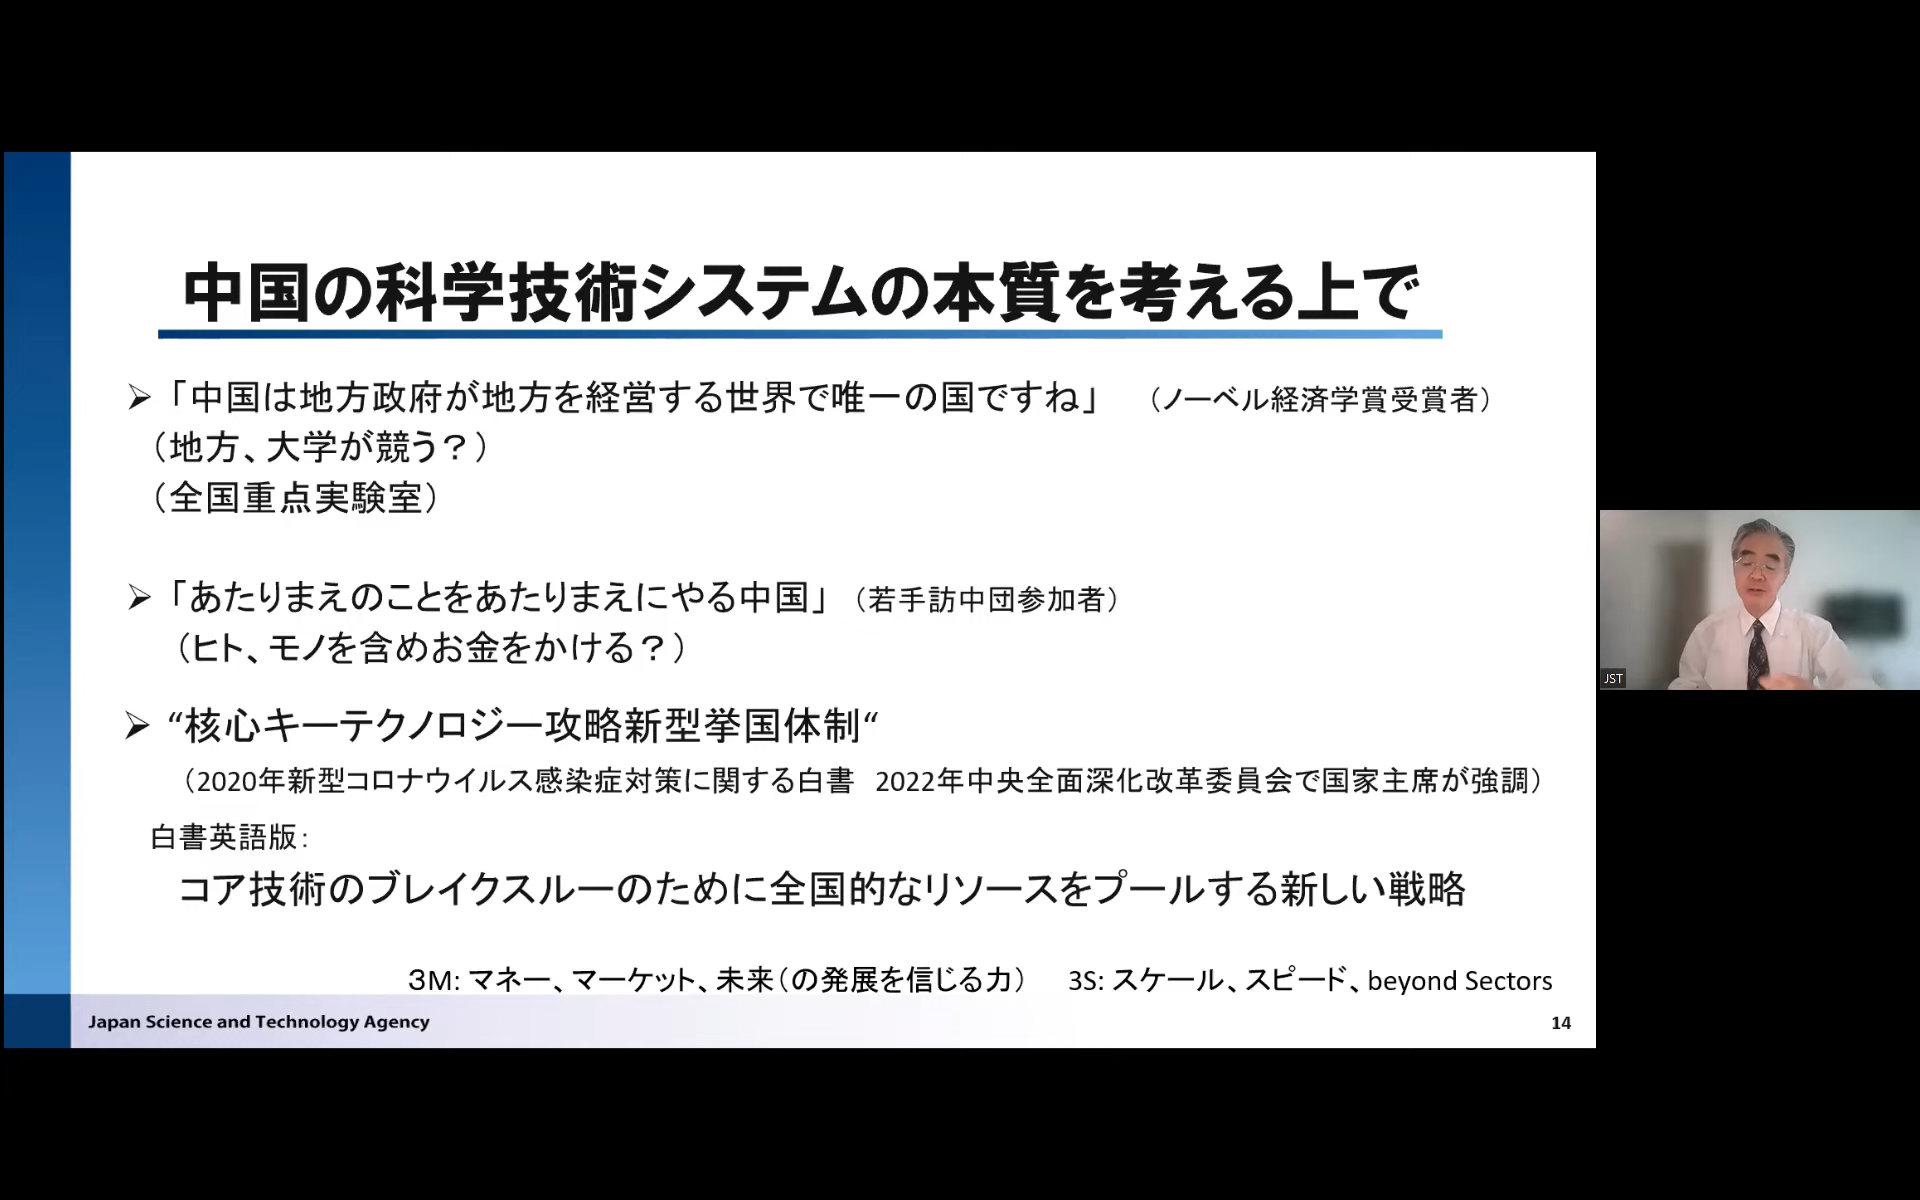 中国の科学技術システムの本質を考える上で
➢「中国は地方政府が地方を経営する世界で唯一の国ですね」 （ノーベル経済学賞受賞者）
（地方、大学が競う？）
（全国重点実験室）
➢「あたりまえのことをあたりまえにやる中国」（若手訪中団参加者）
（ヒト、モノを含めお金をかける？）
➢“核心キーテクノロジー攻略新型挙国体制“
（2020年新型コロナウイルス感染症対策に関する白書 2022年中央全面深化改革委員会で国家主席が強調）
白書英語版：
コア技術のブレイクスルーのために全国的なリソースをプールする新しい戦略
３M: マネー、マーケット、未来（の発展を信じる力） 3S: スケール、スピード、beyond Sectors
Japan Science and Technology Agency
14
JST